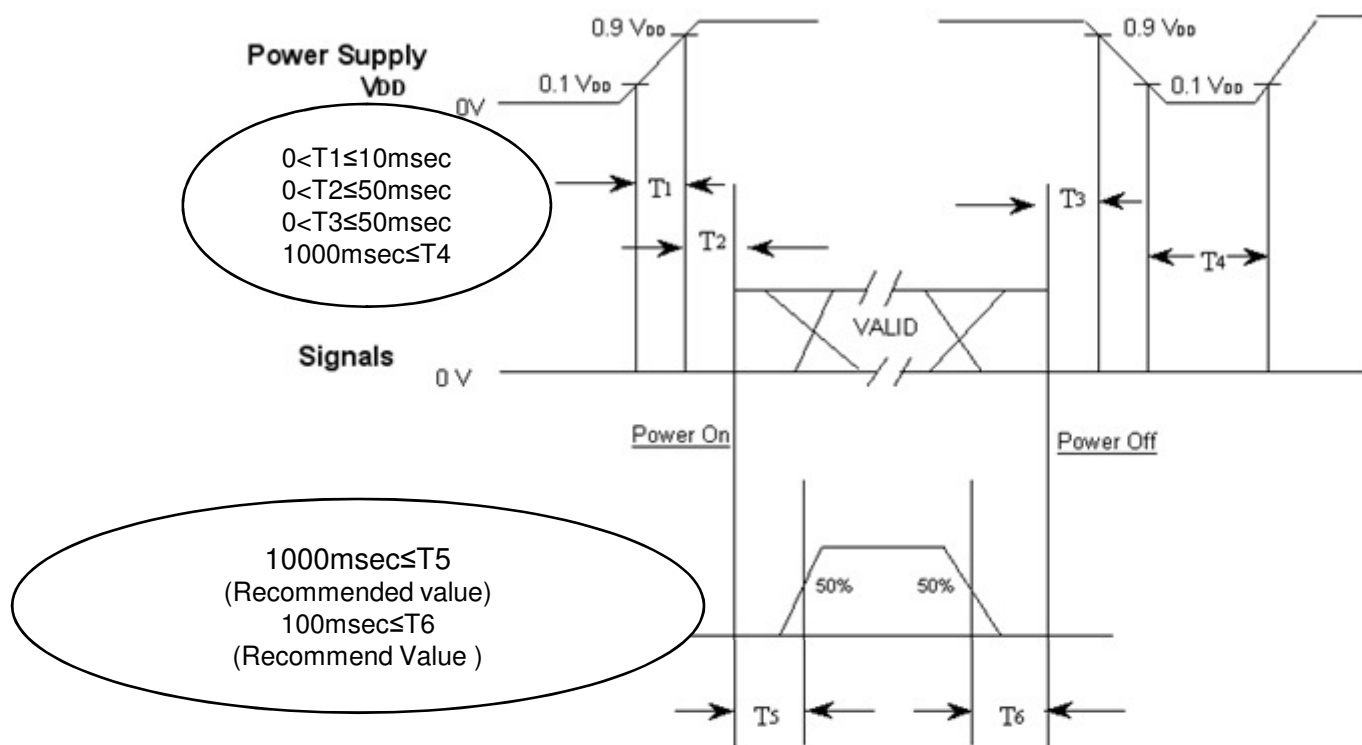 0.9 VDD
0.9 VDD
Power Supply
VDD
0.1 VDD
0.1 VDD
0V
0<T1≤10msec
0<T2≤50msec
0<T3≤50msec
1000msec≤T4
T1
T3
T2
T4
VALID
Signals
0 V
Power On
Power Off
1000msec≤T5
(Recommended value)
100msec≤T6
(Recommend Value )
50%
50%
T5
T6